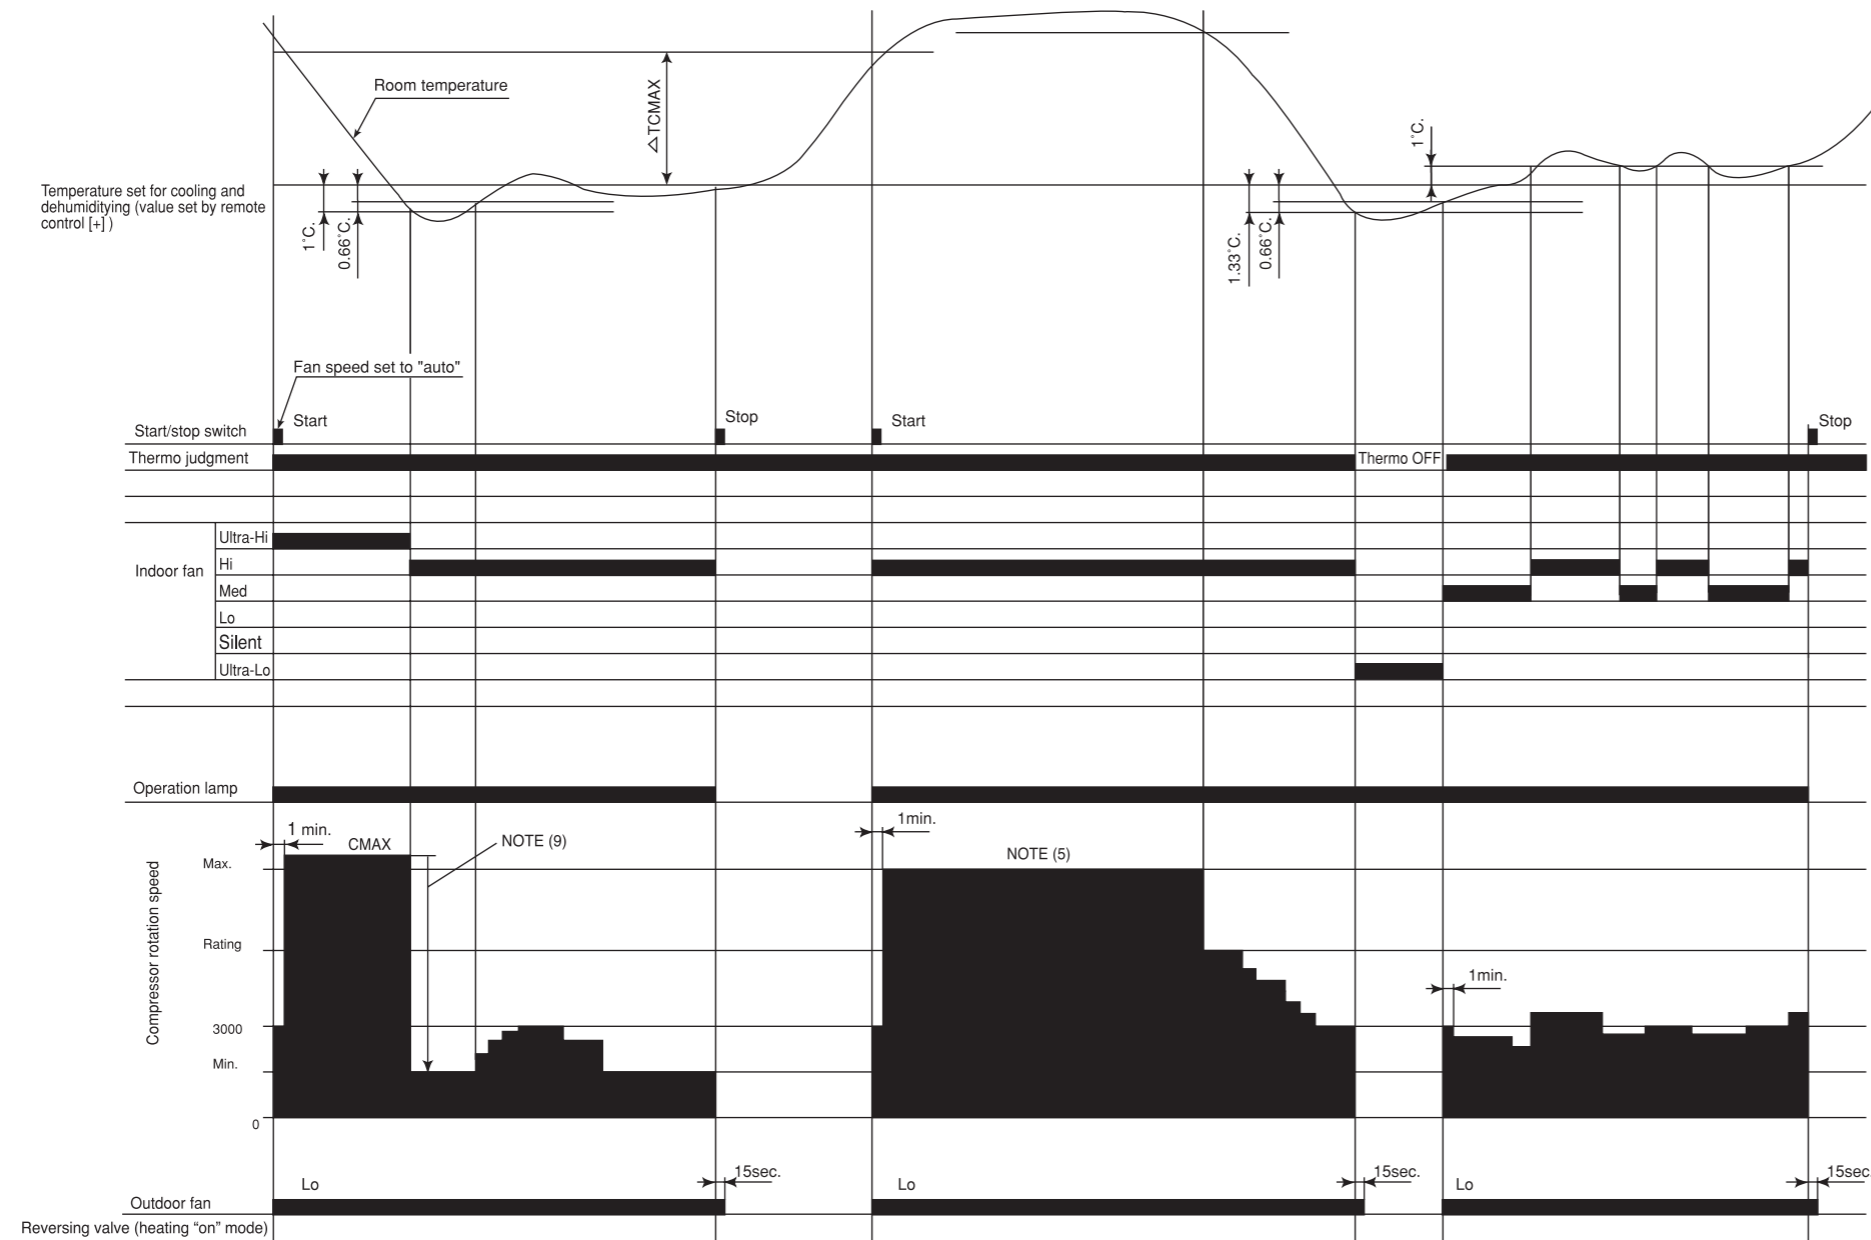 Room temperature
△TCMAX
1˚C.
Temperature set for cooling and
dehumiditying (value set by remote
control [+] )
1˚C.
0.66˚C.
1.33˚C.
0.66˚C.
Fan speed set to "auto"
Start
Stop
Start
Stop
Start/stop switch
Thermo judgment
Thermo OFF
Indoor fan
Ultra-Hi
Hi
Med
Lo
Silent
Ultra-Lo
Operation lamp
Compressor rotation speed
1 min.
CMAX
NOTE (9)
1min.
NOTE (5)
Max.
Rating
1min.
3000
Min.
0
Lo
15sec.
Lo
15sec.
Lo
15sec
Outdoor fan
Reversing valve (heating “on” mode)